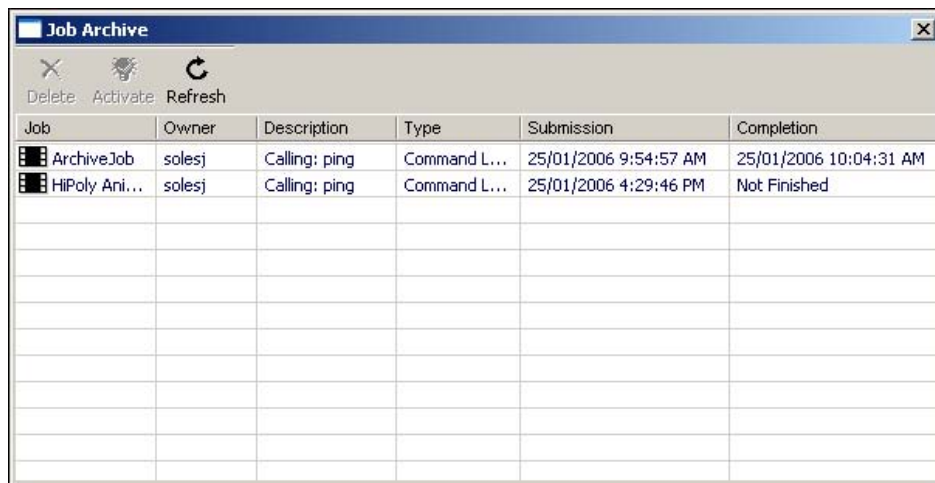 Job Archive
Delete Activate Refresh
Job Owner Description Type Submission Completion
ArchiveJob solesj Calling: ping Command L... 25/01/2006 9:54:57 AM 25/01/2006 10:04:31 AM
HiPoly Ani... solesj Calling: ping Command L... 25/01/2006 4:29:46 PM Not Finished